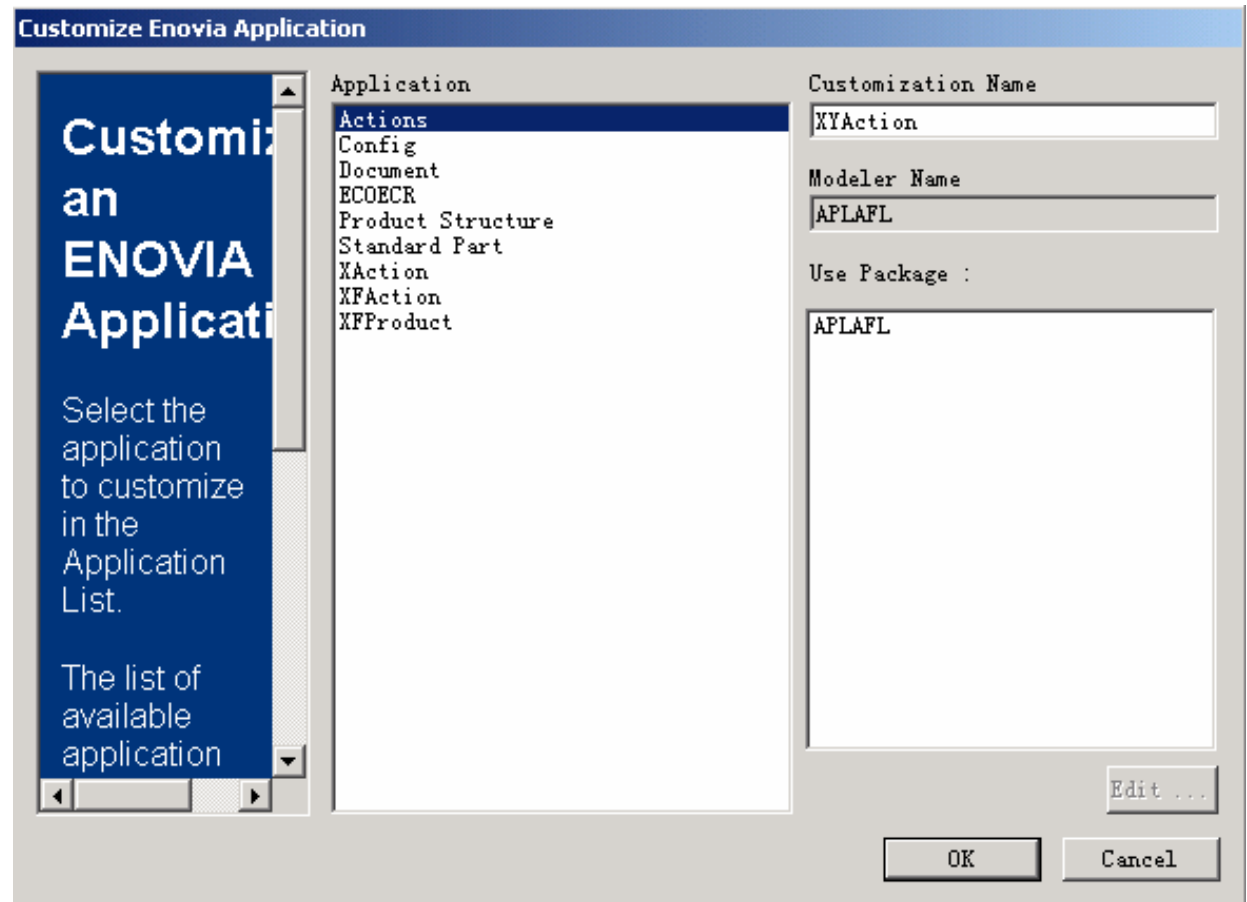 Customize Enovia Application
Customi
an
ENOVIA
Applicati
Select the
application
to customize
in the
Application
List.
The list of
available
application
Application
Actions
Config
Document
ECOECR
Product Structure
Standard Part
XAction
XFAction
XFProduct
Customization Name
XYAction
Modeler Name
APLAFL
Use Package :
APLAFL
Edit ...
OK
Cancel